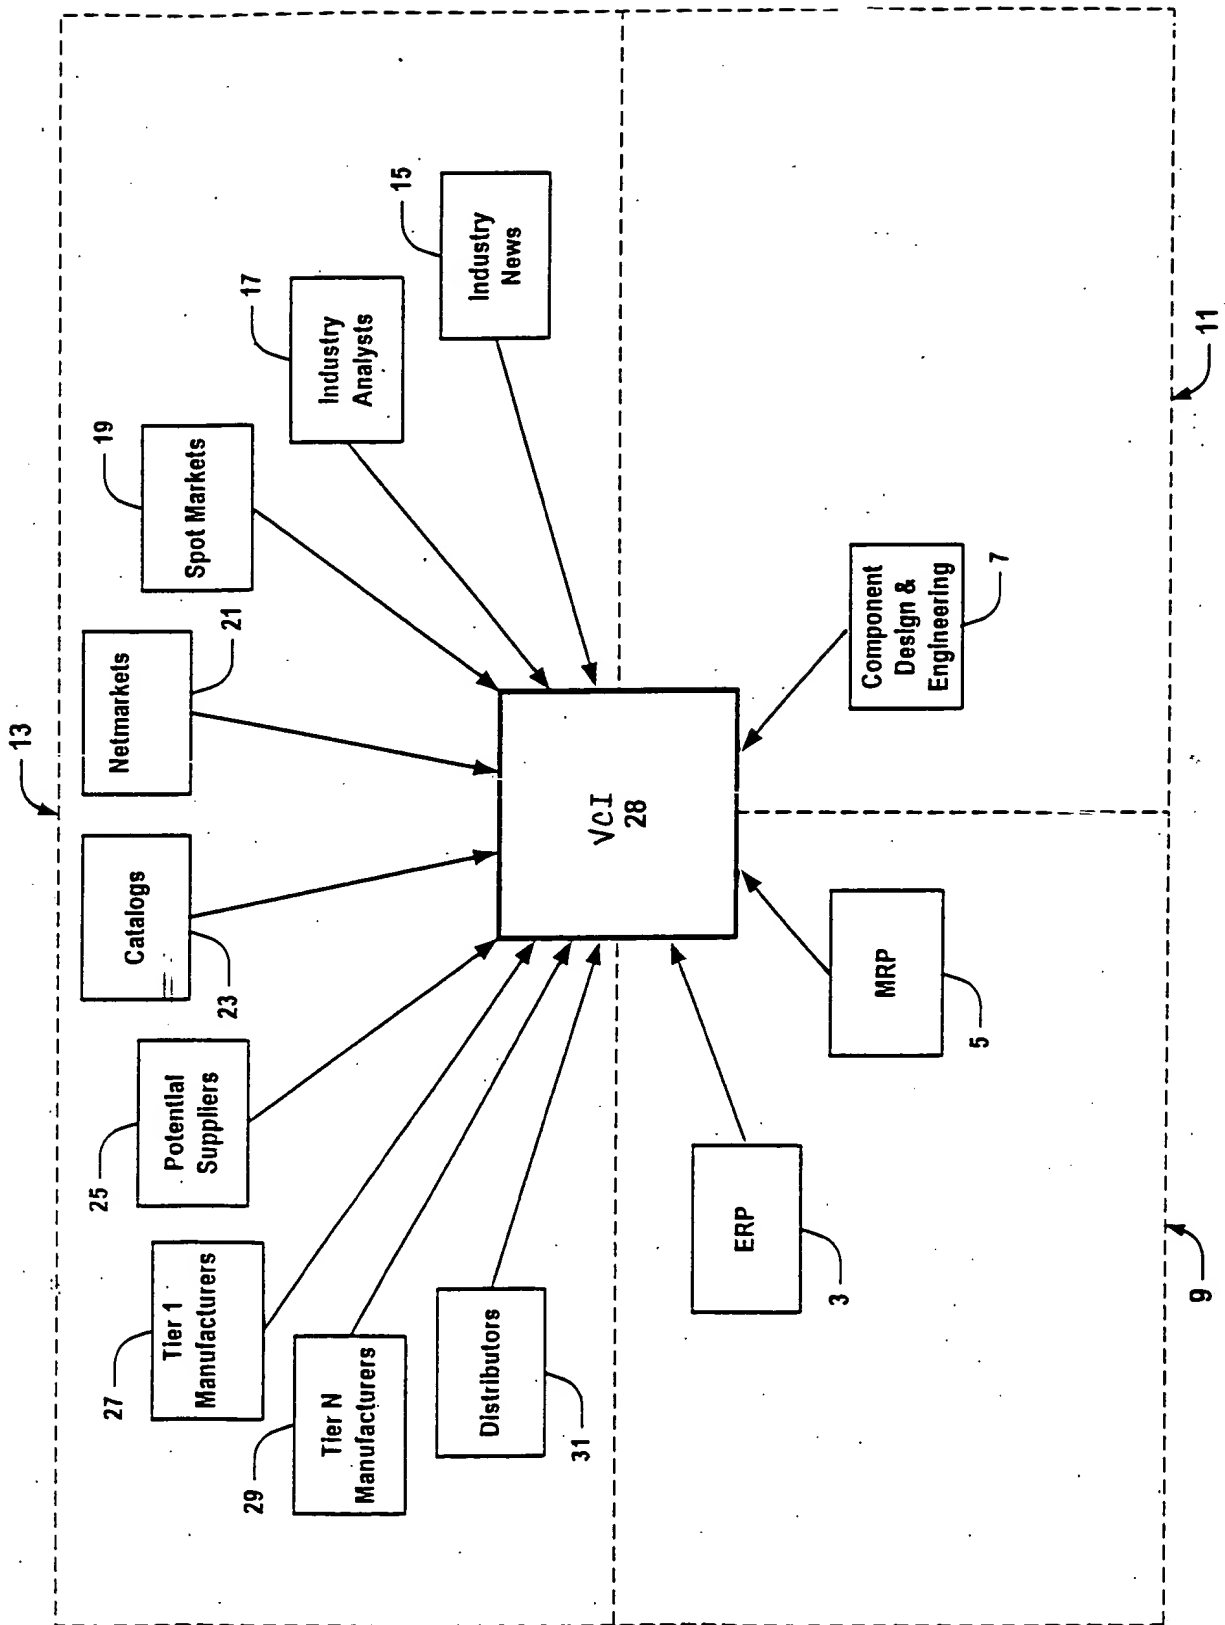 13
27
Tier 1
Manufacturers
25
Potential
Suppliers
Catalogs
23
Netmarkets
21
19
Spot Markets
17
Industry
Analysts
15
Industry
News
29
Tier N
Manufacturers
Distributors
31
VCI
28
ERP
3
MRP
5
Component
Design &
Engineering
7
9
11